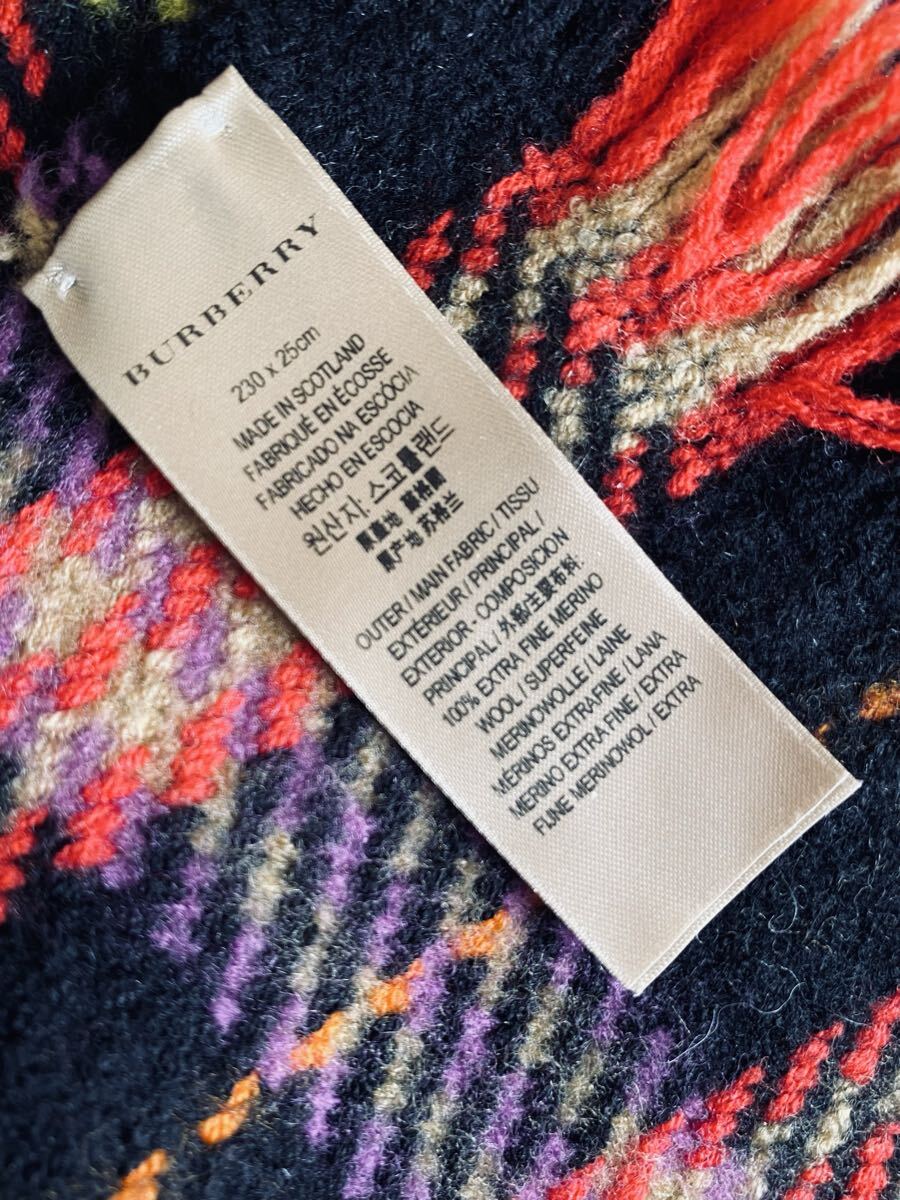 BURBERRY
230 x 25cm
MADE IN SCOTLAND
FABRIQUÉ EN ÉCOSSE
FABRICADO NA ESCÓCIA
HECHO EN ESCOCIA
원산지: 스코틀랜드
原產地 蘇格蘭
原产地 苏格兰
OUTER / MAIN FABRIC / TISSU
EXTÉRIEUR / PRINCIPAL /
EXTERIOR - COMPOSICION
PRINCIPAL / 外部/主要布料:
100% EXTRA FINE MERINO
WOOL / SUPERFEINE
MERINOWOLLE / LAINE
MÉRINOS EXTRAFINE / LANA
MERINO EXTRA FINE / EXTRA
FIJNE MERINOWOL / EXTRA